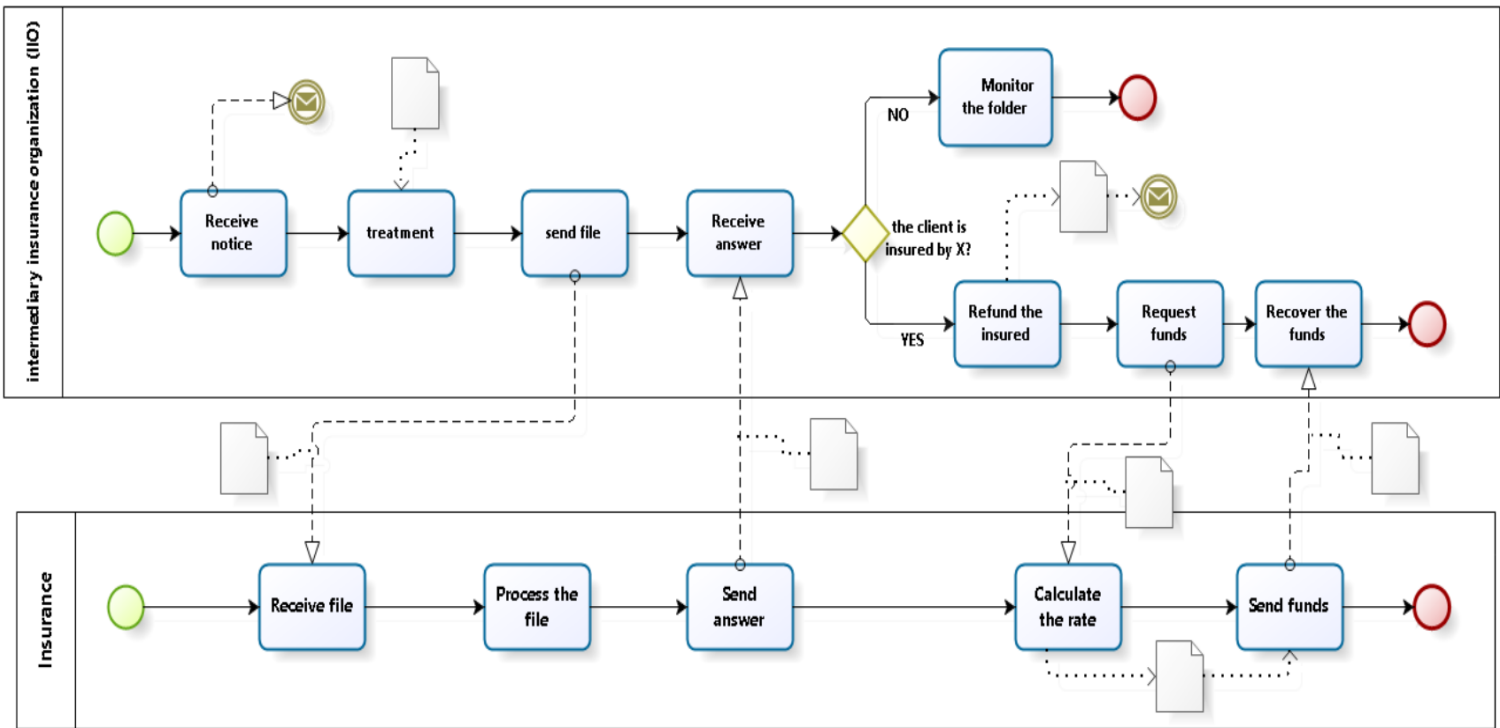 intermediary insurance organization (IIO)
Monitor
the folder
NO
Receive
notice
treatment
send file
Receive
answer
the client is
insured by X?
YES
Refund the
insured
Request
funds
Recover the
funds
Insurance
Receive file
Process the
file
Send
answer
Calculate
the rate
Send funds